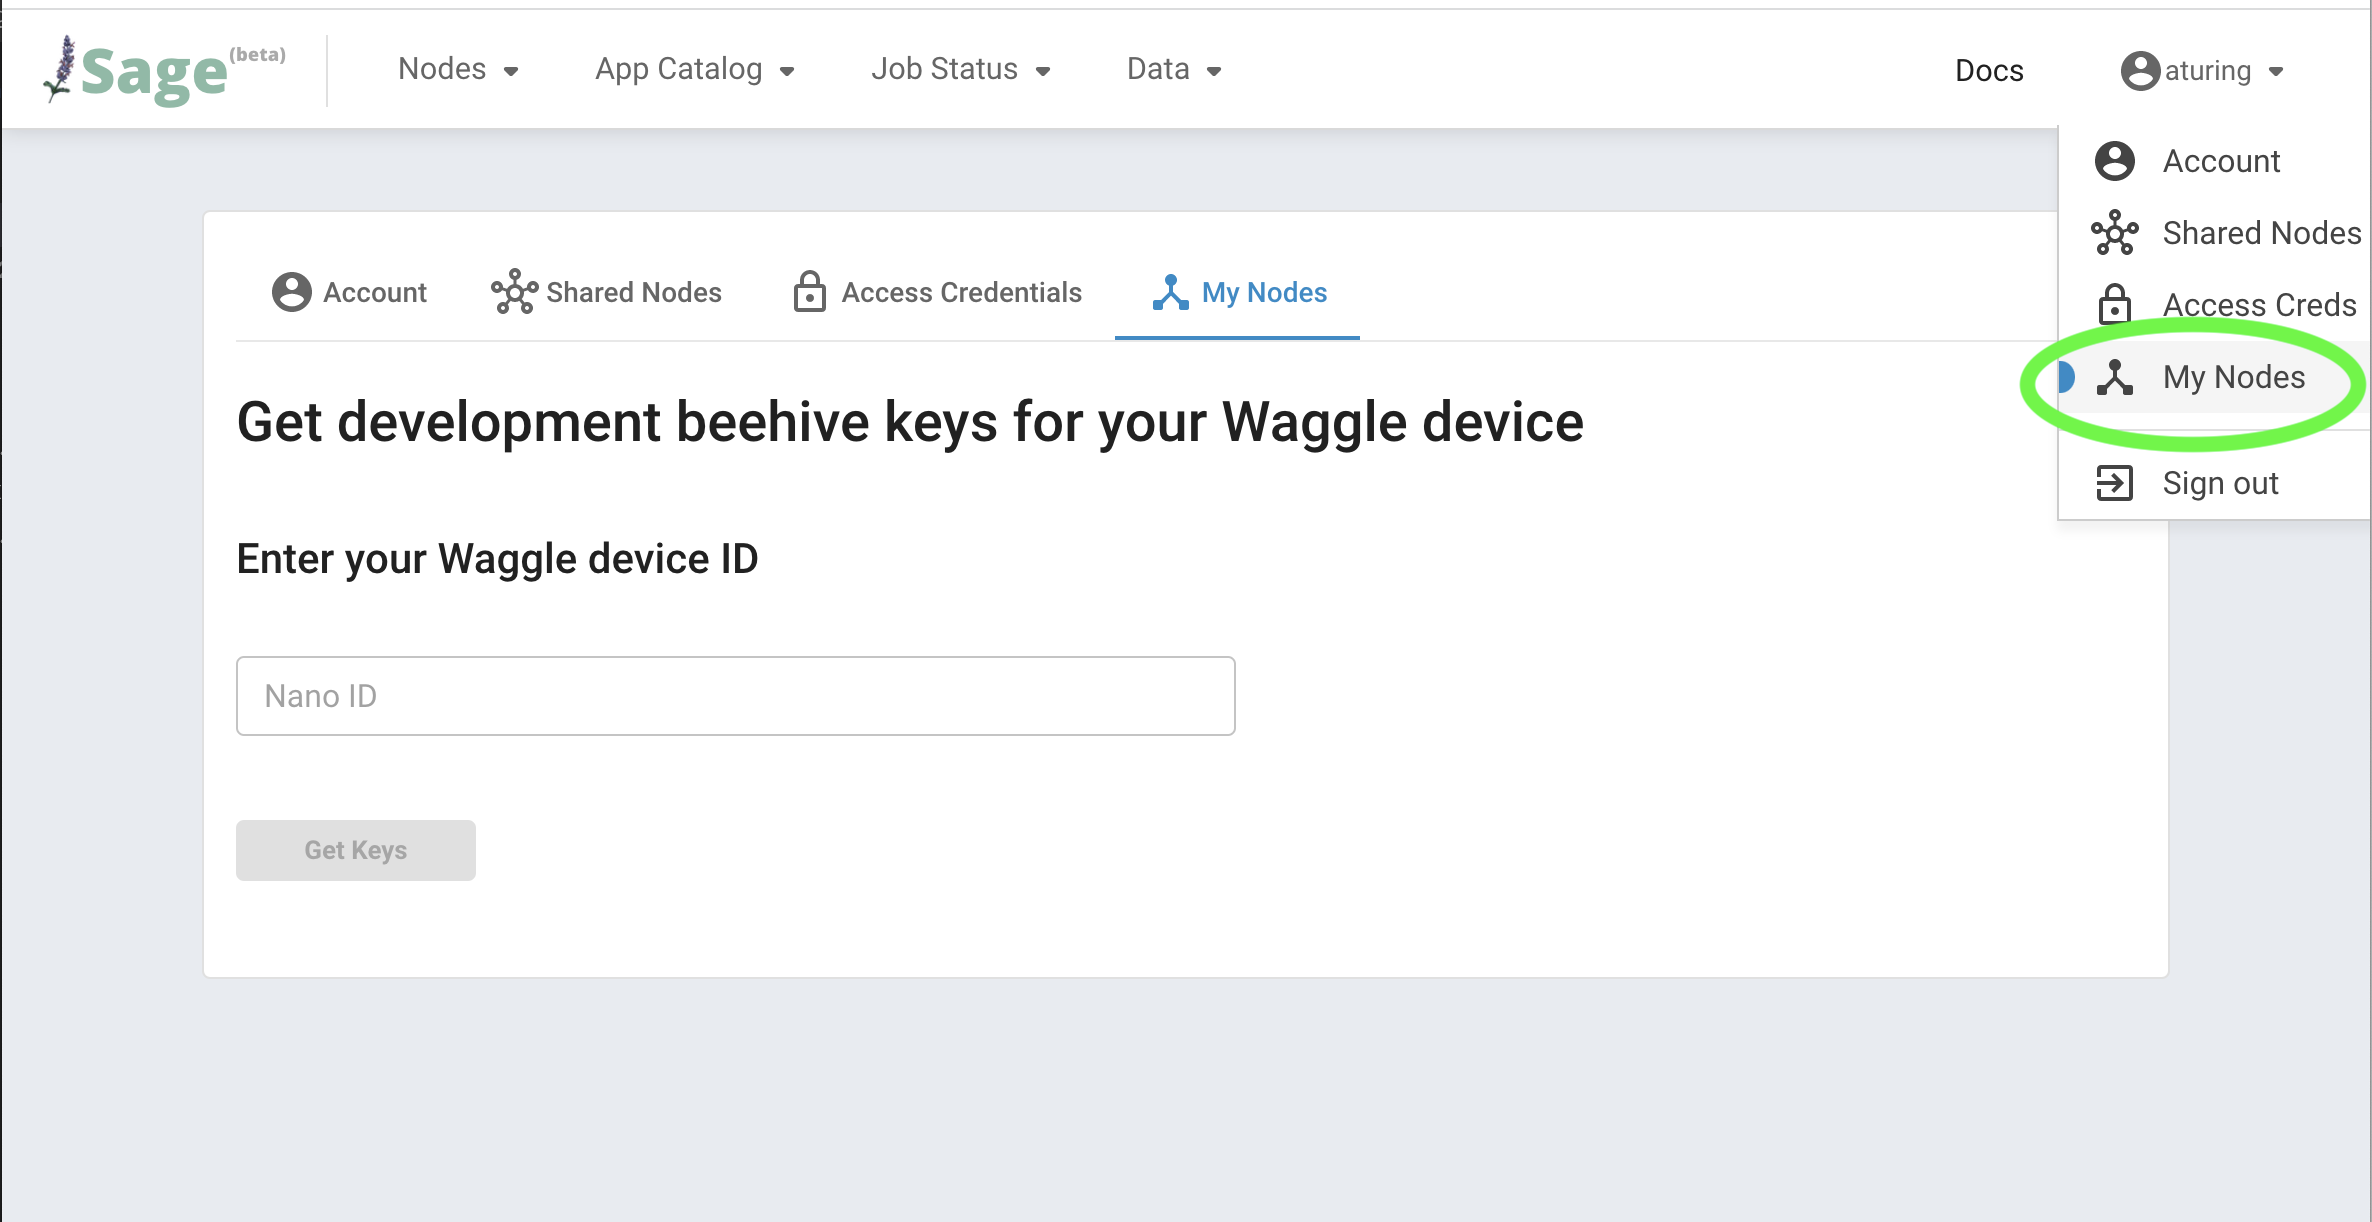 Sage (beta)
Nodes App Catalog Job Status Data Docs aturing
Account
Shared Nodes
Access Creds
My Nodes
Sign out
Account Shared Nodes Access Credentials My Nodes
Get development beehive keys for your Waggle device
Enter your Waggle device ID
Nano ID
Get Keys